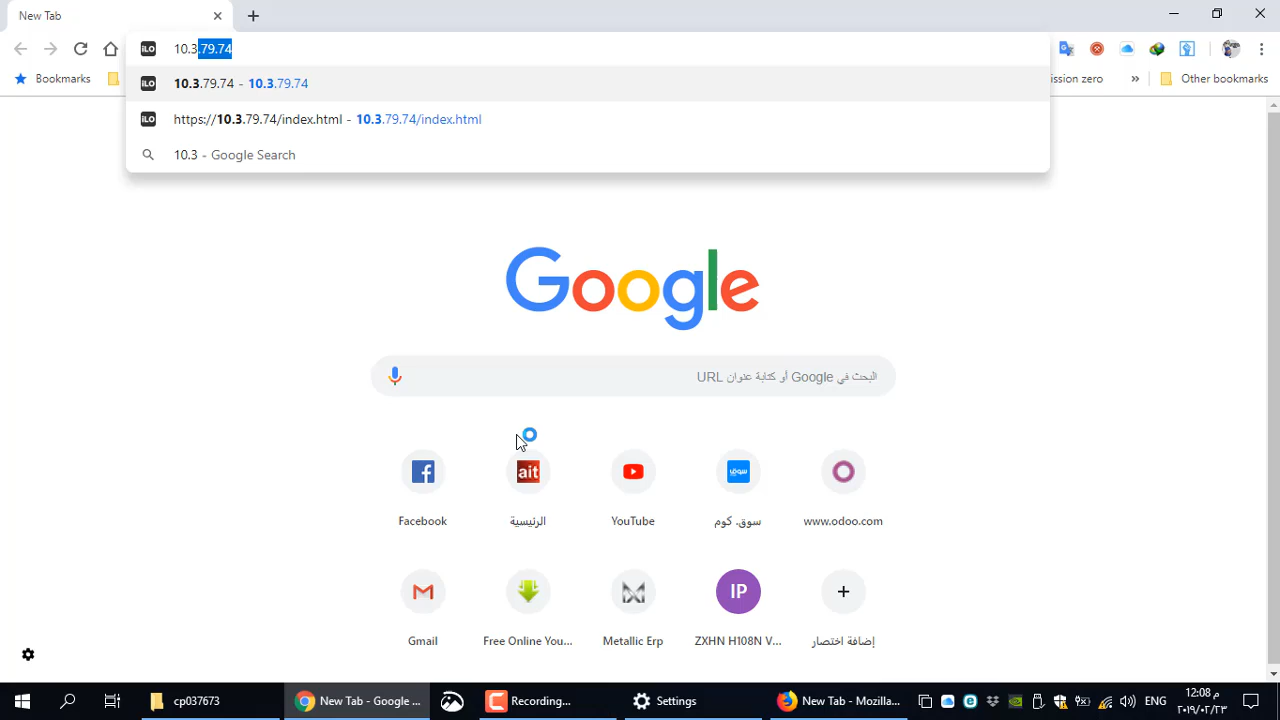 New Tab
10.3.79.74
Bookmarks
ission zero
Other bookmarks
10.3.79.74 - 10.3.79.74
https://10.3.79.74/index.html - 10.3.79.74/index.html
10.3 - Google Search
Google
البحث في Google أو كتابة عنوان URL
ait
سوق
Facebook
الرئيسية
YouTube
سوق. كوم
www.odoo.com
IP
Gmail
Free Online You...
Metallic Erp
ZXHN H108N V...
إضافة اختصار
cp037673
New Tab - Google ...
Recording...
Settings
New Tab - Mozilla...
ENG
12:08 م
٢٠١٩/٠٢/٢٣